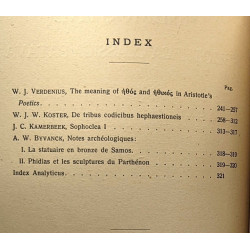 INDEX
Pag.
W. J. VERDENIUS, The meaning of ἦθος and ἠθικός in Aristotle's
Poetics. 241-257
W. J. W. KOSTER, De tribus codicibus hephaestioneis 258-312
J. C. KAMERBEEK, Sophoclea I 313-317
A. W. BYVANCK, Notes archéologiques:
I. La statuaire en bronze de Samos. 318-319
II. Phidias et les sculptures du Parthénon 319-320
Index Analyticus 321